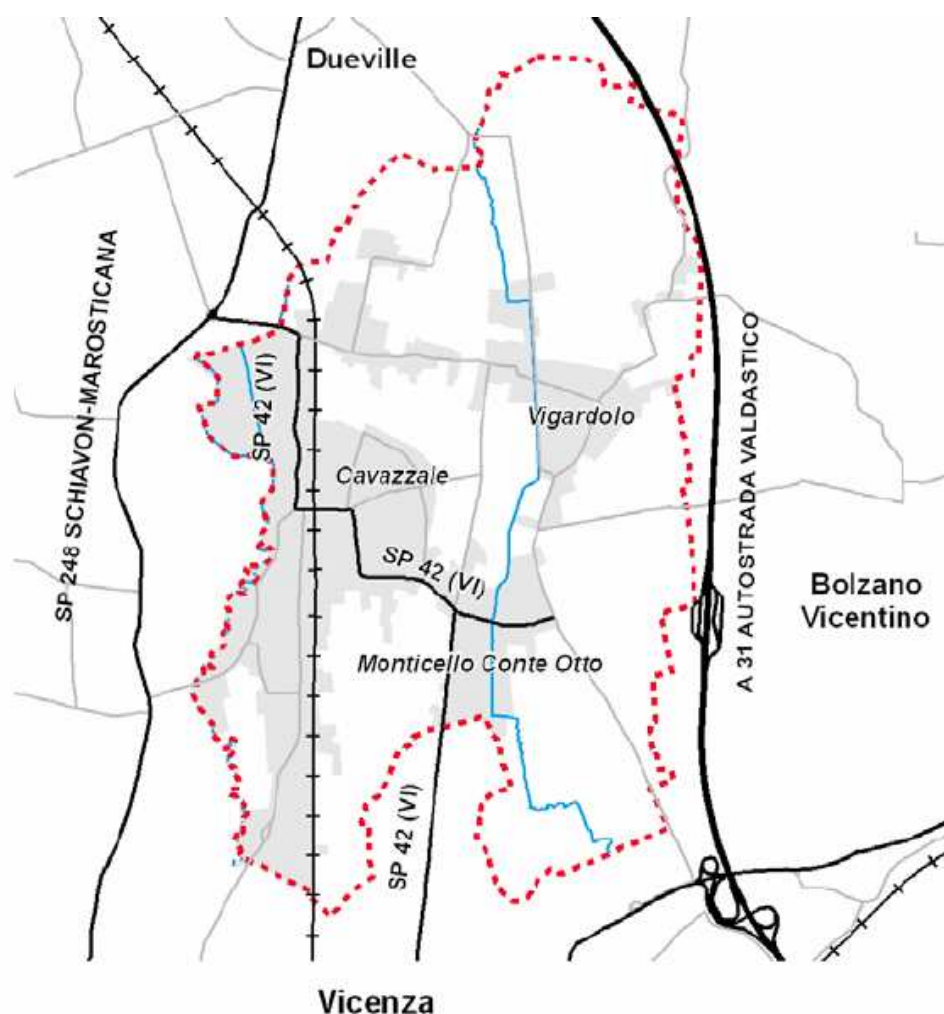 Dueville
SP 248 SCHIAVON-MAROSTICANA
SP 42 (VI)
Vigardolo
A 31 AUTOSTRADA VALDASTICO
Cavazzale
SP 42 (VI)
Bolzano
Vicentino
Monticello Conte Otto
SP 42 (VI)
Vicenza